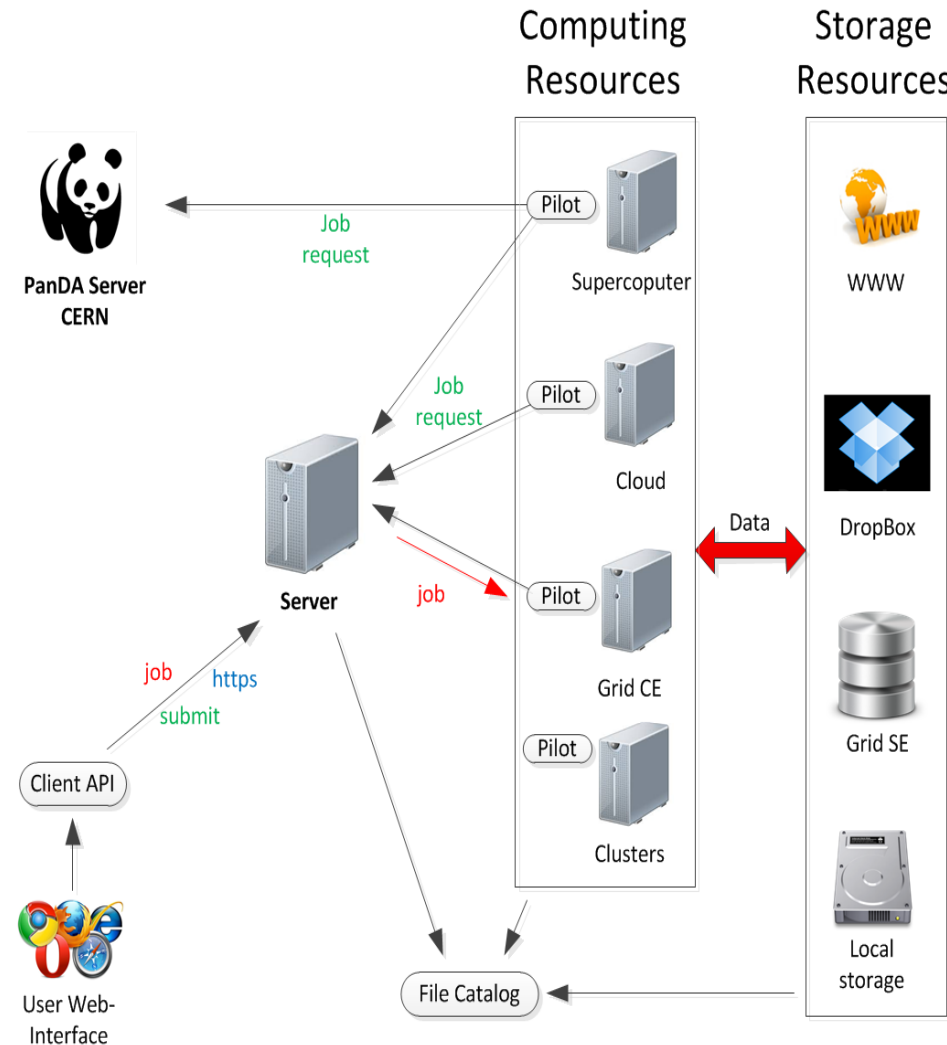 Computing
Resources
Storage
Resources
Pilot
Job
request
Supercoputer
WWW
WWW
PanDA Server
CERN
Pilot
Job
request
Cloud
DropBox
Data
Pilot
job
Server
Grid CE
Grid SE
job
https
submit
Pilot
Client API
Clusters
Local
storage
File Catalog
User Web-
Interface